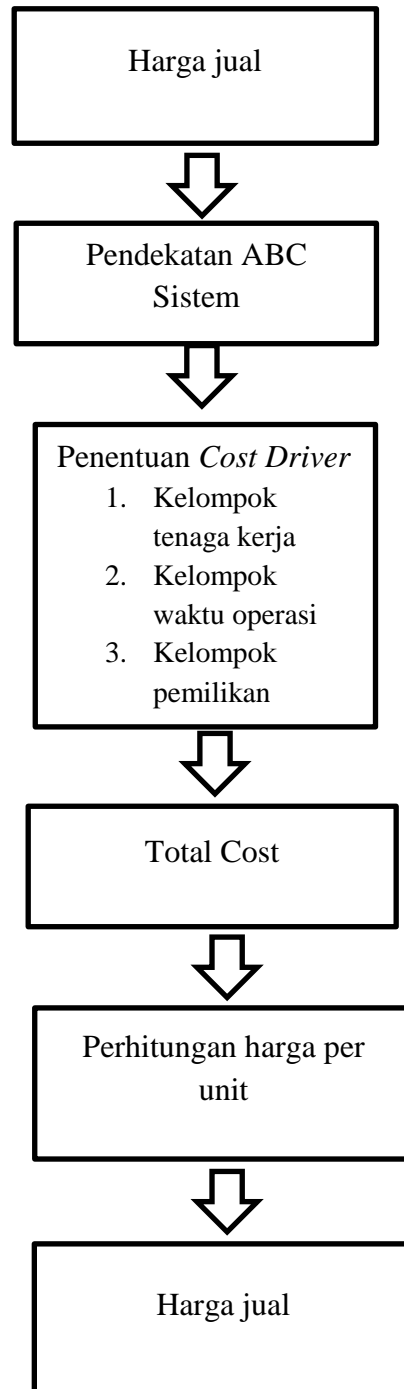 Harga jual
Pendekatan ABC
Sistem
Penentuan Cost Driver
1. Kelompok
tenaga kerja
2. Kelompok
waktu operasi
3. Kelompok
pemilikan
Total Cost
Perhitungan harga per
unit
Harga jual